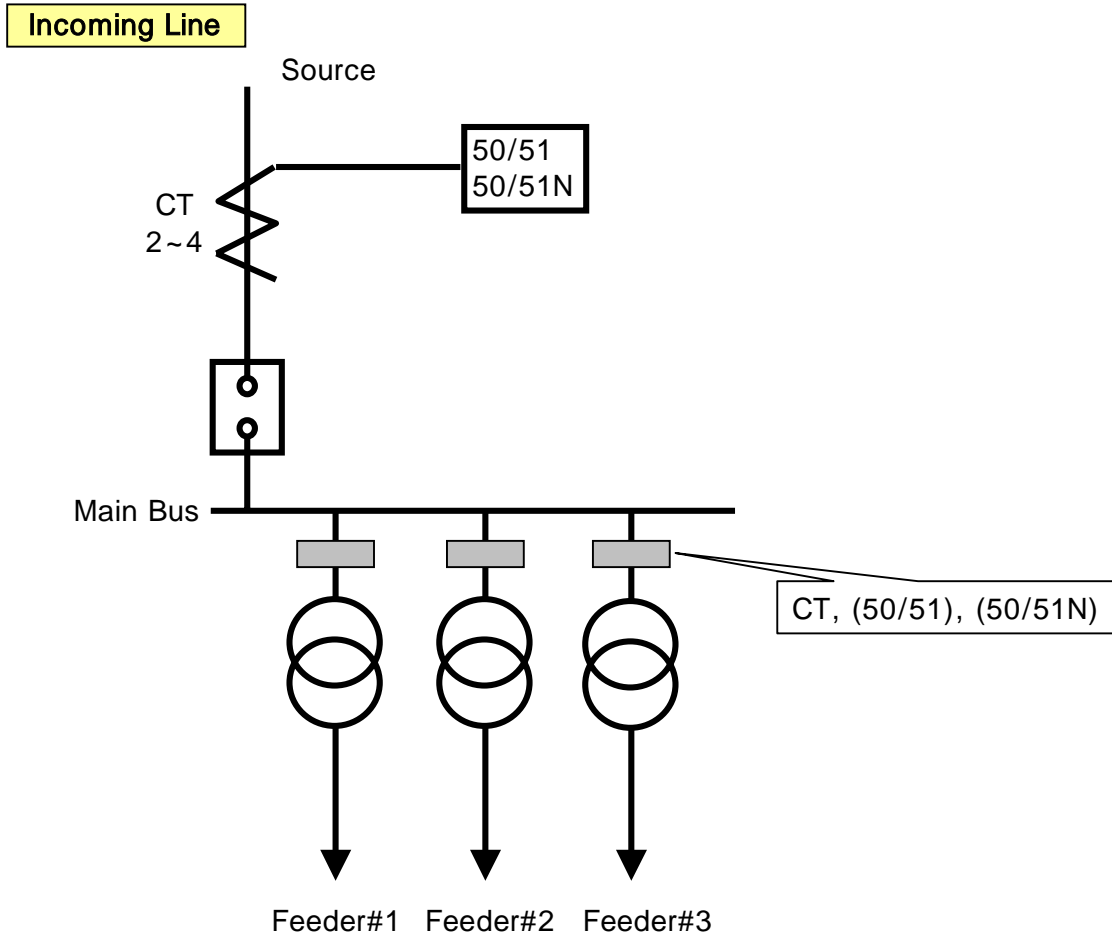 Incoming Line
Source
50/51
50/51N
CT
2~4
Main Bus
CT, (50/51), (50/51N)
Feeder#1 Feeder#2 Feeder#3